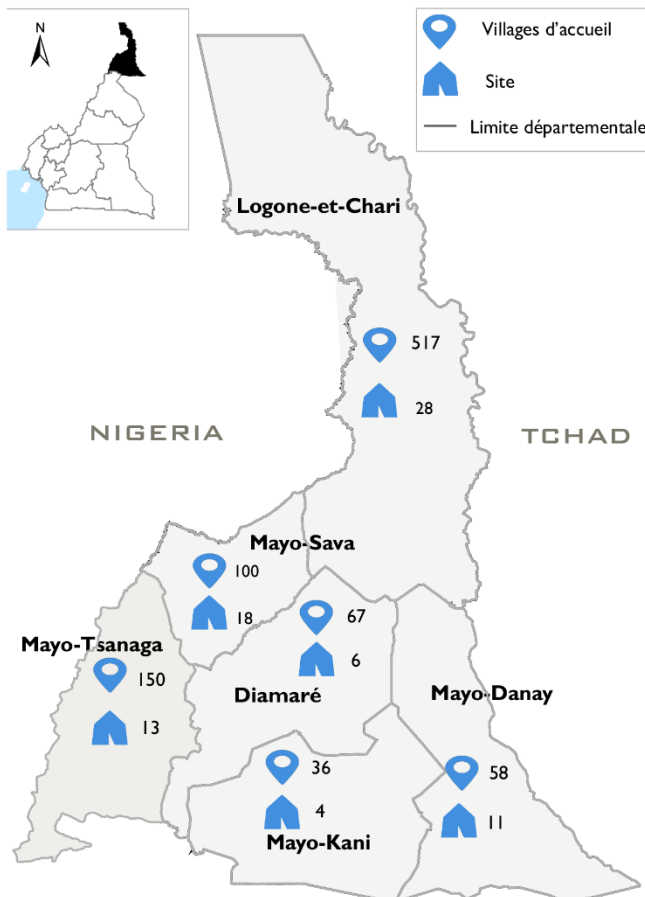 N
Villages d'accueil
Site
Limite départementale
Logone-et-Chari
517
28
NIGERIA
TCHAD
Mayo-Sava
100
18
67
6
Mayo-Tsanaga
150
13
Diamaré
Mayo-Danay
36
4
Mayo-Kani
58
11